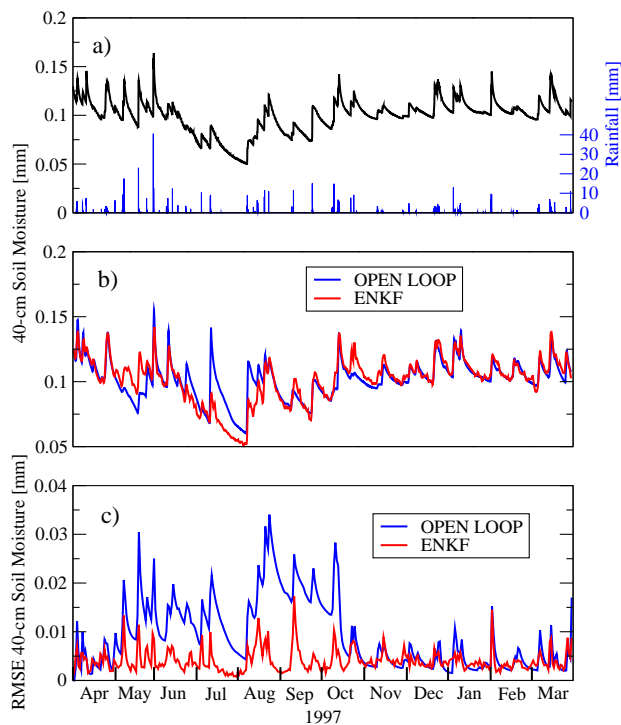 0.2
a)
0.15
0.1
0.05
0
40
30
20
10
0
Rainfall [mm]
40-cm Soil Moisture [mm]
0.2
b)
OPEN LOOP
ENKF
0.15
0.1
0.05
0.04
c)
OPEN LOOP
ENKF
0.03
0.02
0.01
0
RMSE 40-cm Soil Moisture [mm]
Apr May Jun Jul Aug Sep Oct Nov Dec Jan Feb Mar
1997